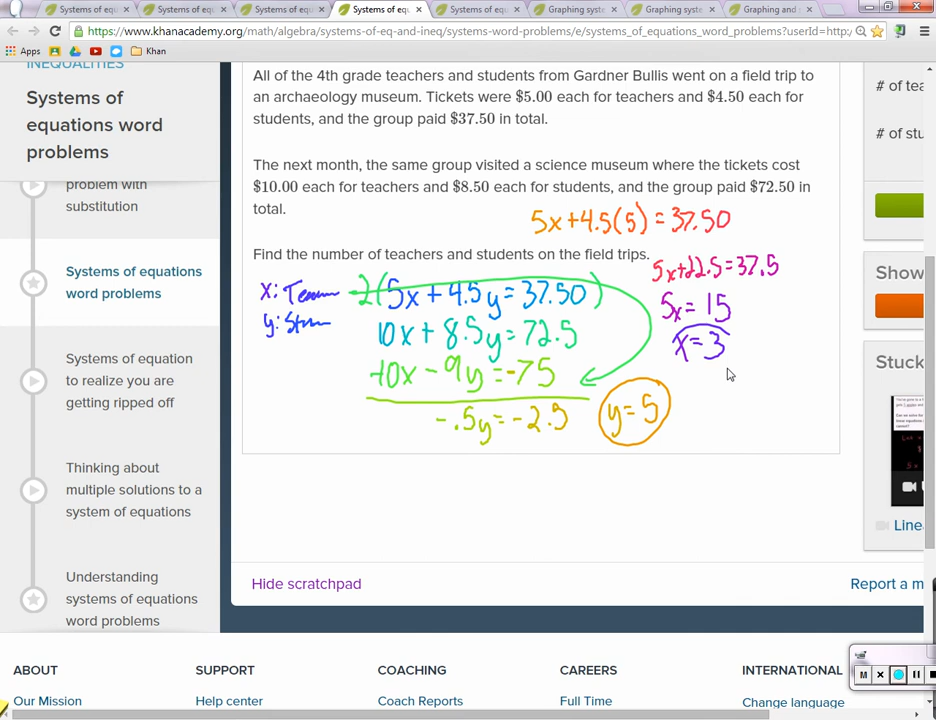 Systems of equ
Systems of equ
Systems of equ
Systems of equ
Systems of equ
Graphing syste
Graphing syste
Graphing and s
https://www.khanacademy.org/math/algebra/systems-of-eq-and-ineq/systems-word-problems/e/systems_of_equations_word_problems?userId=http:
Apps
Khan
INEQUALITIES
Systems of
equations word
problems
problem with
substitution
Systems of equations
word problems
Systems of equation
to realize you are
getting ripped off
Thinking about
multiple solutions to a
system of equations
Understanding
systems of equations
word problems
All of the 4th grade teachers and students from Gardner Bullis went on a field trip to
an archaeology museum. Tickets were $5.00 each for teachers and $4.50 each for
students, and the group paid $37.50 in total.
The next month, the same group visited a science museum where the tickets cost
$10.00 each for teachers and $8.50 each for students, and the group paid $72.50 in
total.
5x+4.5(5)=37.50
Find the number of teachers and students on the field trips.
x:
y:
-2(5x+4.5y=37.50)
10x+8.5y=72.5
-10x-9y=-75
-.5y=-2.5
y=5
5x+22.5=37.5
5x=15
x=3
Hide scratchpad
Report a m
# of tea
# of stu
Show
Stuck
Line
ABOUT
Our Mission
SUPPORT
Help center
COACHING
Coach Reports
CAREERS
Full Time
INTERNATIONAL
Change language
M